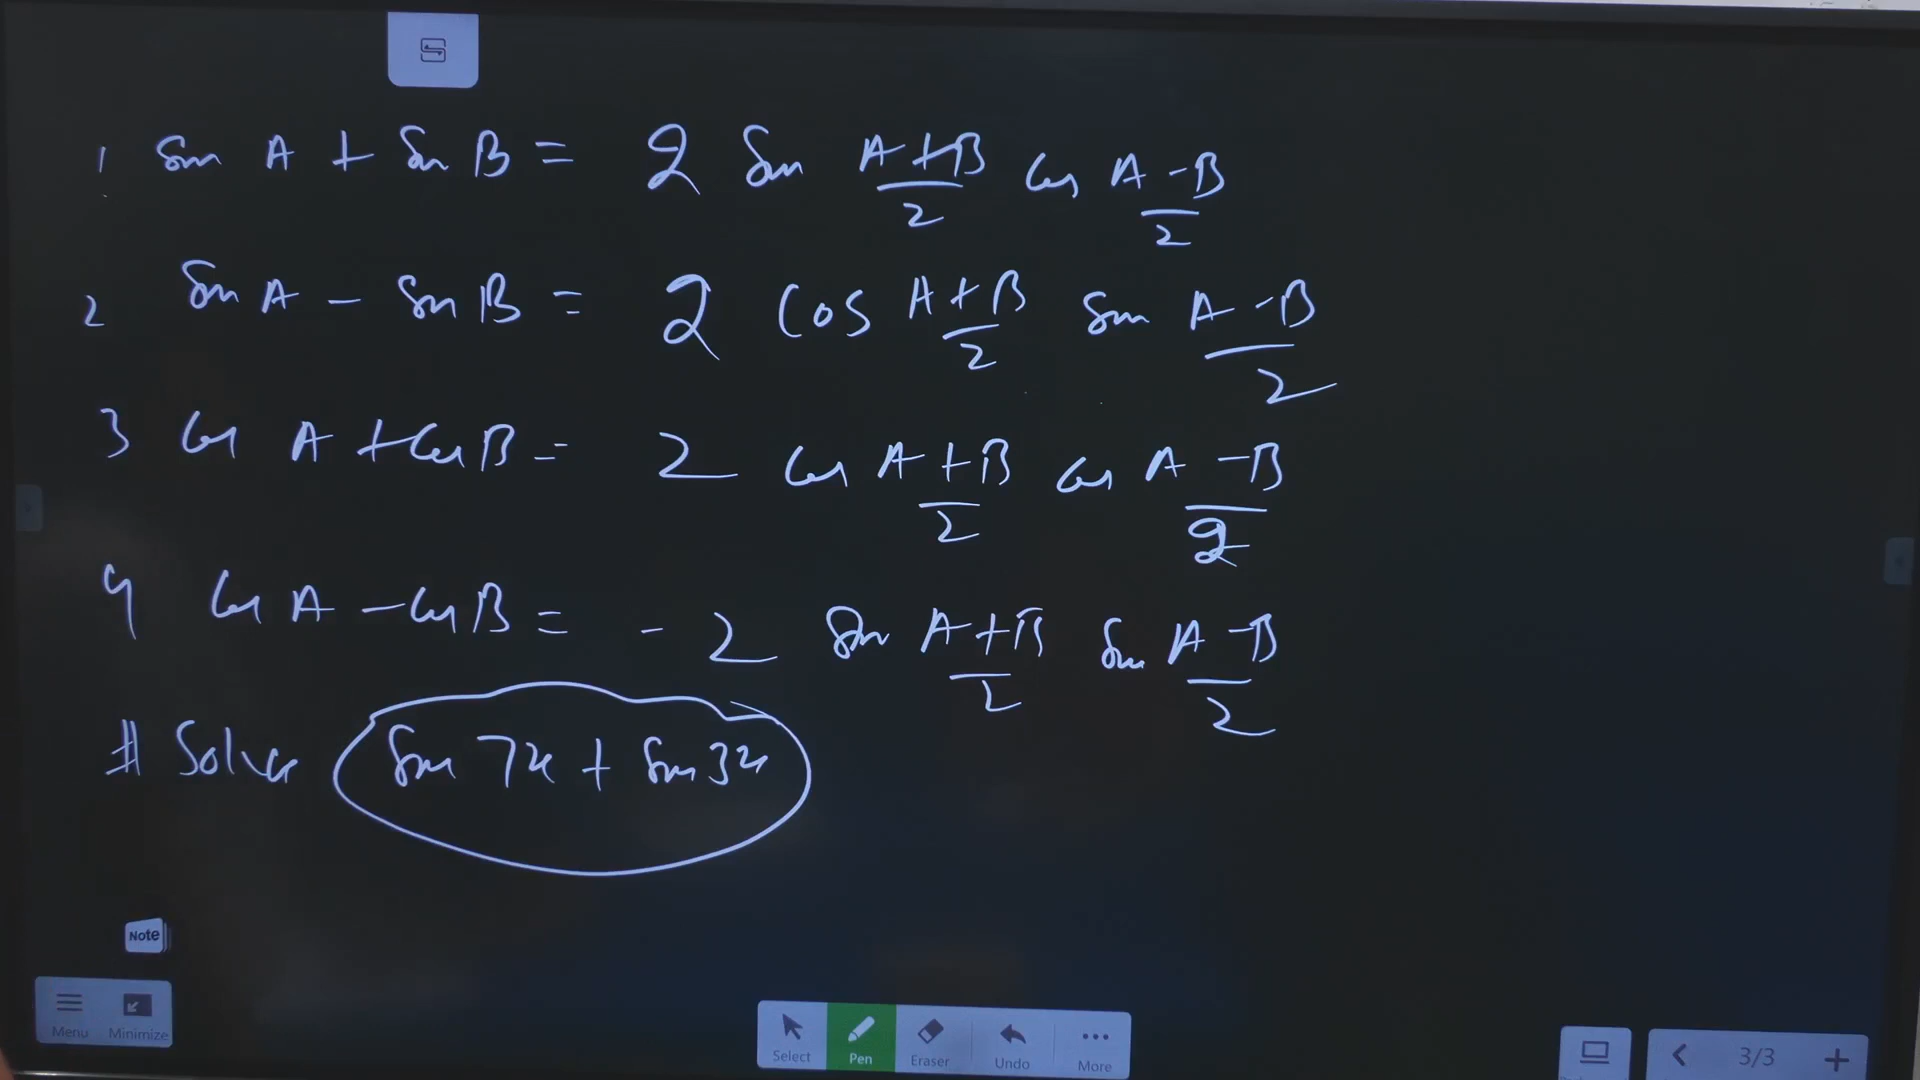 1 Sin A + Sin B = 2 Sin A+B/2 Cos A-B/2
2 Sin A - Sin B = 2 Cos A+B/2 Sin A-B/2
3 Cos A + Cos B = 2 Cos A+B/2 Cos A-B/2
4 Cos A - Cos B = -2 Sin A+B/2 Sin A-B/2
# Solve Sin 7x + Sin 3x
Note
Menu Minimize Select Pen Eraser Undo More 3/3